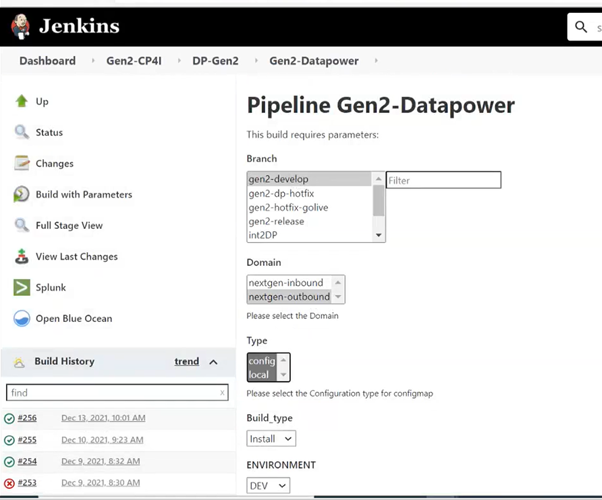 Jenkins
Dashboard
Gen2-CP4I
DP-Gen2
Gen2-Datapower
Up
Status
Changes
Build with Parameters
Full Stage View
View Last Changes
Splunk
Open Blue Ocean
Build History
trend
find
x
#256 Dec 13, 2021, 10:01 AM
#255 Dec 10, 2021, 9:23 AM
#254 Dec 9, 2021, 8:32 AM
#253 Dec 9, 2021, 8:30 AM
Pipeline Gen2-Datapower
This build requires parameters:
Branch
gen2-develop
gen2-dp-hotfix
gen2-hotfix-golive
gen2-release
int2DP
Filter
Domain
nextgen-inbound
nextgen-outbound
Please select the Domain
Type
config
local
Please select the Configuration type for configmap
Build_type
Install
ENVIRONMENT
DEV